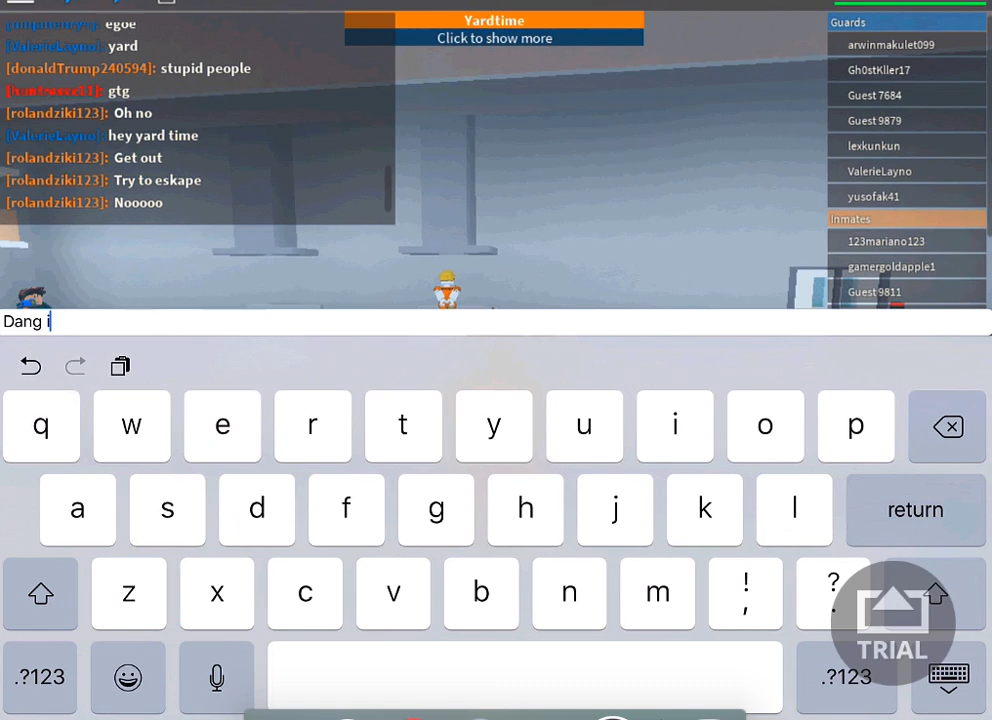 egoe
[ValerieLayno]: yard
[donaldTrump240594]: stupid people
gtg
[rolandziki123]: Oh no
[ValerieLayno]: hey yard time
[rolandziki123]: Get out
[rolandziki123]: Try to eskape
[rolandziki123]: Nooooo
Yardtime
Click to show more
Guards
arwinmakulet099
Gh0stKller17
Guest 7684
Guest 9879
lexkunkun
ValerieLayno
yusofak41
Inmates
123mariano123
gamergoldapple1
Guest 9811
Dang i
q w e r t y u i o p
a s d f g h j k l return
z x c v b n m ! , ? .
.?123 .?123
TRIAL